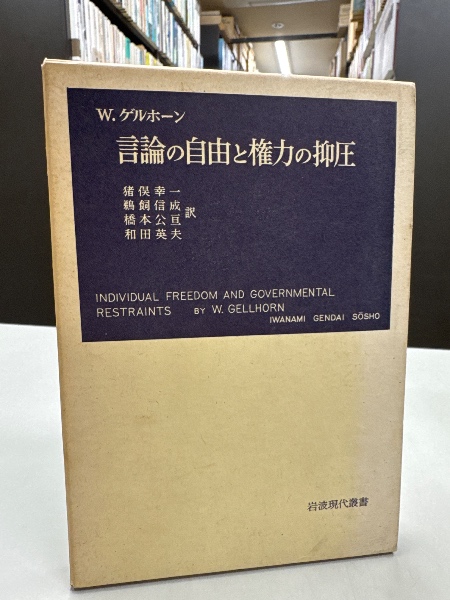 W. ゲルホーン
言論の自由と権力の抑圧
猪俣幸一
鵜飼信成
橋本公亘
和田英夫
訳
INDIVIDUAL FREEDOM AND GOVERNMENTAL
RESTRAINTS BY W. GELLHORN
IWANAMI GENDAI SŌSHO
岩波現代叢書